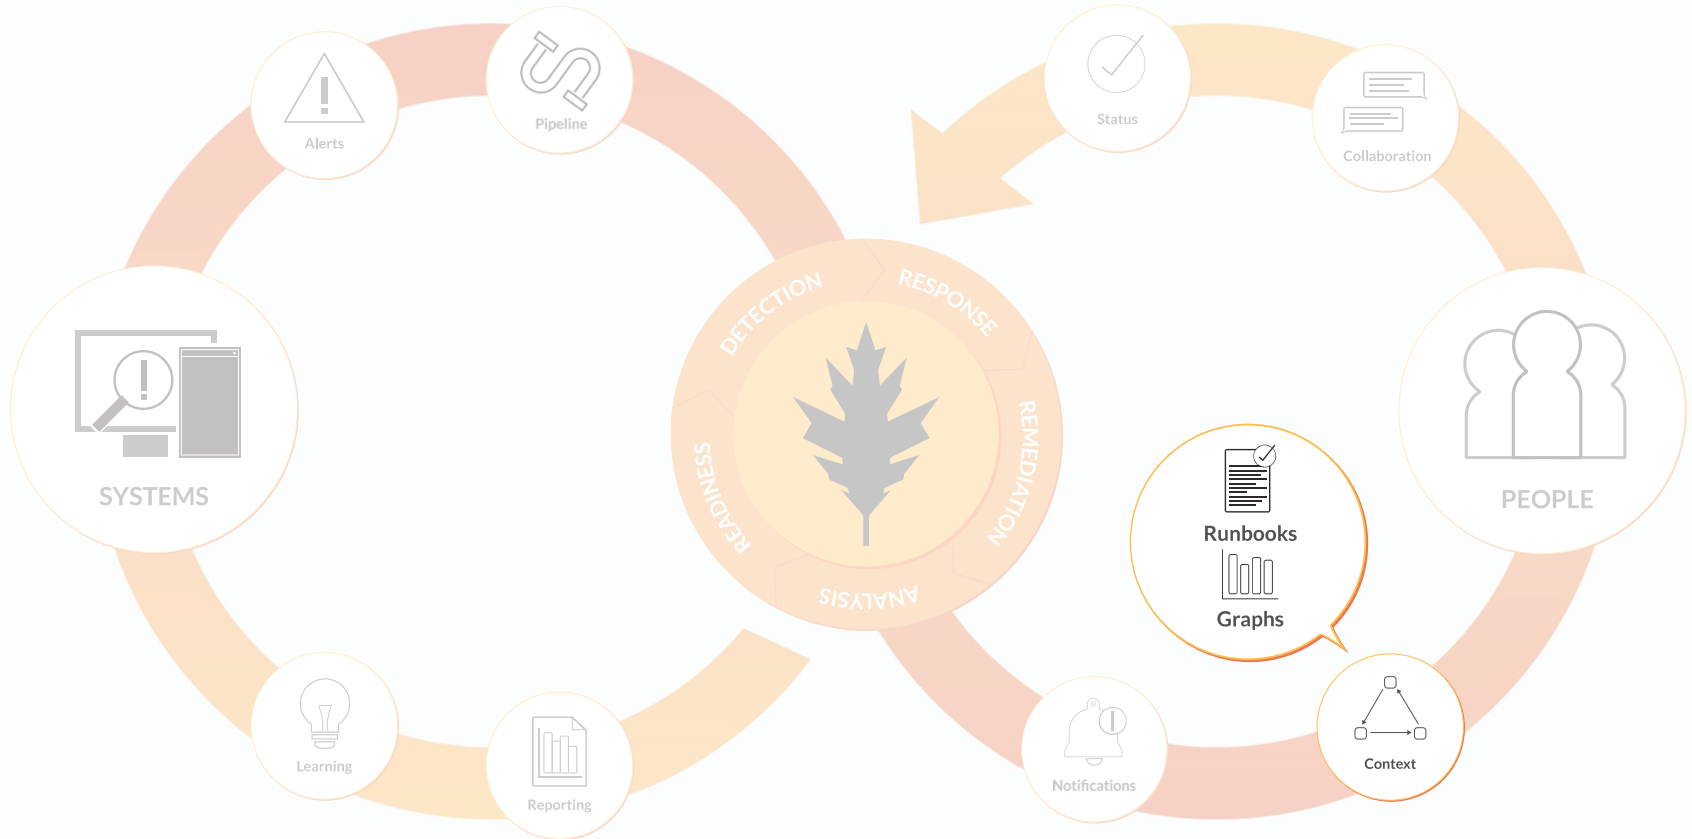 Alerts
Pipeline
Status
Collaboration
DETECTION
RESPONSE
REMEDIATION
ANALYSIS
READINESS
SYSTEMS
PEOPLE
Runbooks
Graphs
Learning
Reporting
Notifications
Context